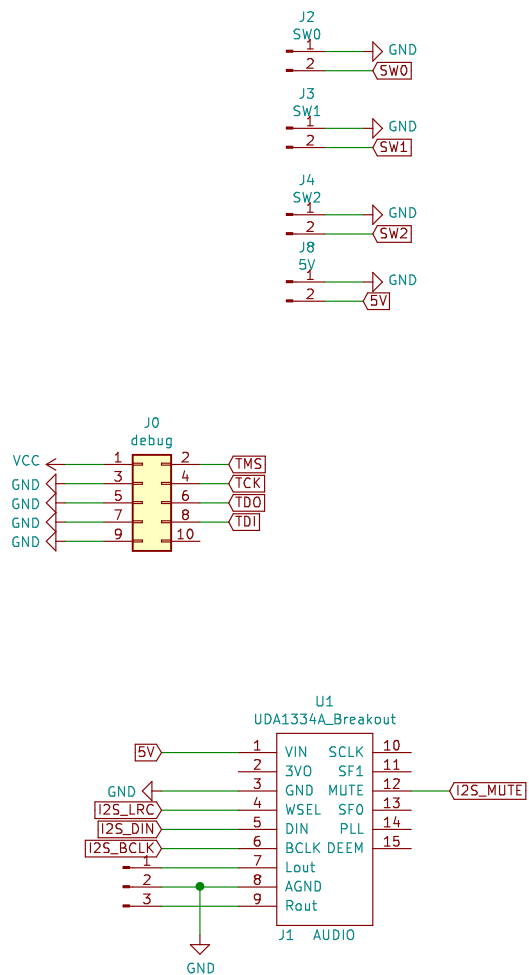 J2
SW0
1 GND
2 SW0
J3
SW1
1 GND
2 SW1
J4
SW2
1 GND
2 SW2
J8
5V
1 GND
2 5V
J0
debug
VCC 1 2 TMS
GND 3 4 TCK
GND 5 6 TDO
GND 7 8 TDI
GND 9 10
U1
UDA1334A_Breakout
5V 1 VIN SCLK 10
2 3VO SF1 11
GND 3 GND MUTE 12 I2S_MUTE
I2S_LRC 4 WSEL SF0 13
I2S_DIN 5 DIN PLL 14
I2S_BCLK 6 BCLK DEEM 15
1 7 Lout
2 8 AGND
3 9 Rout
J1 AUDIO
GND